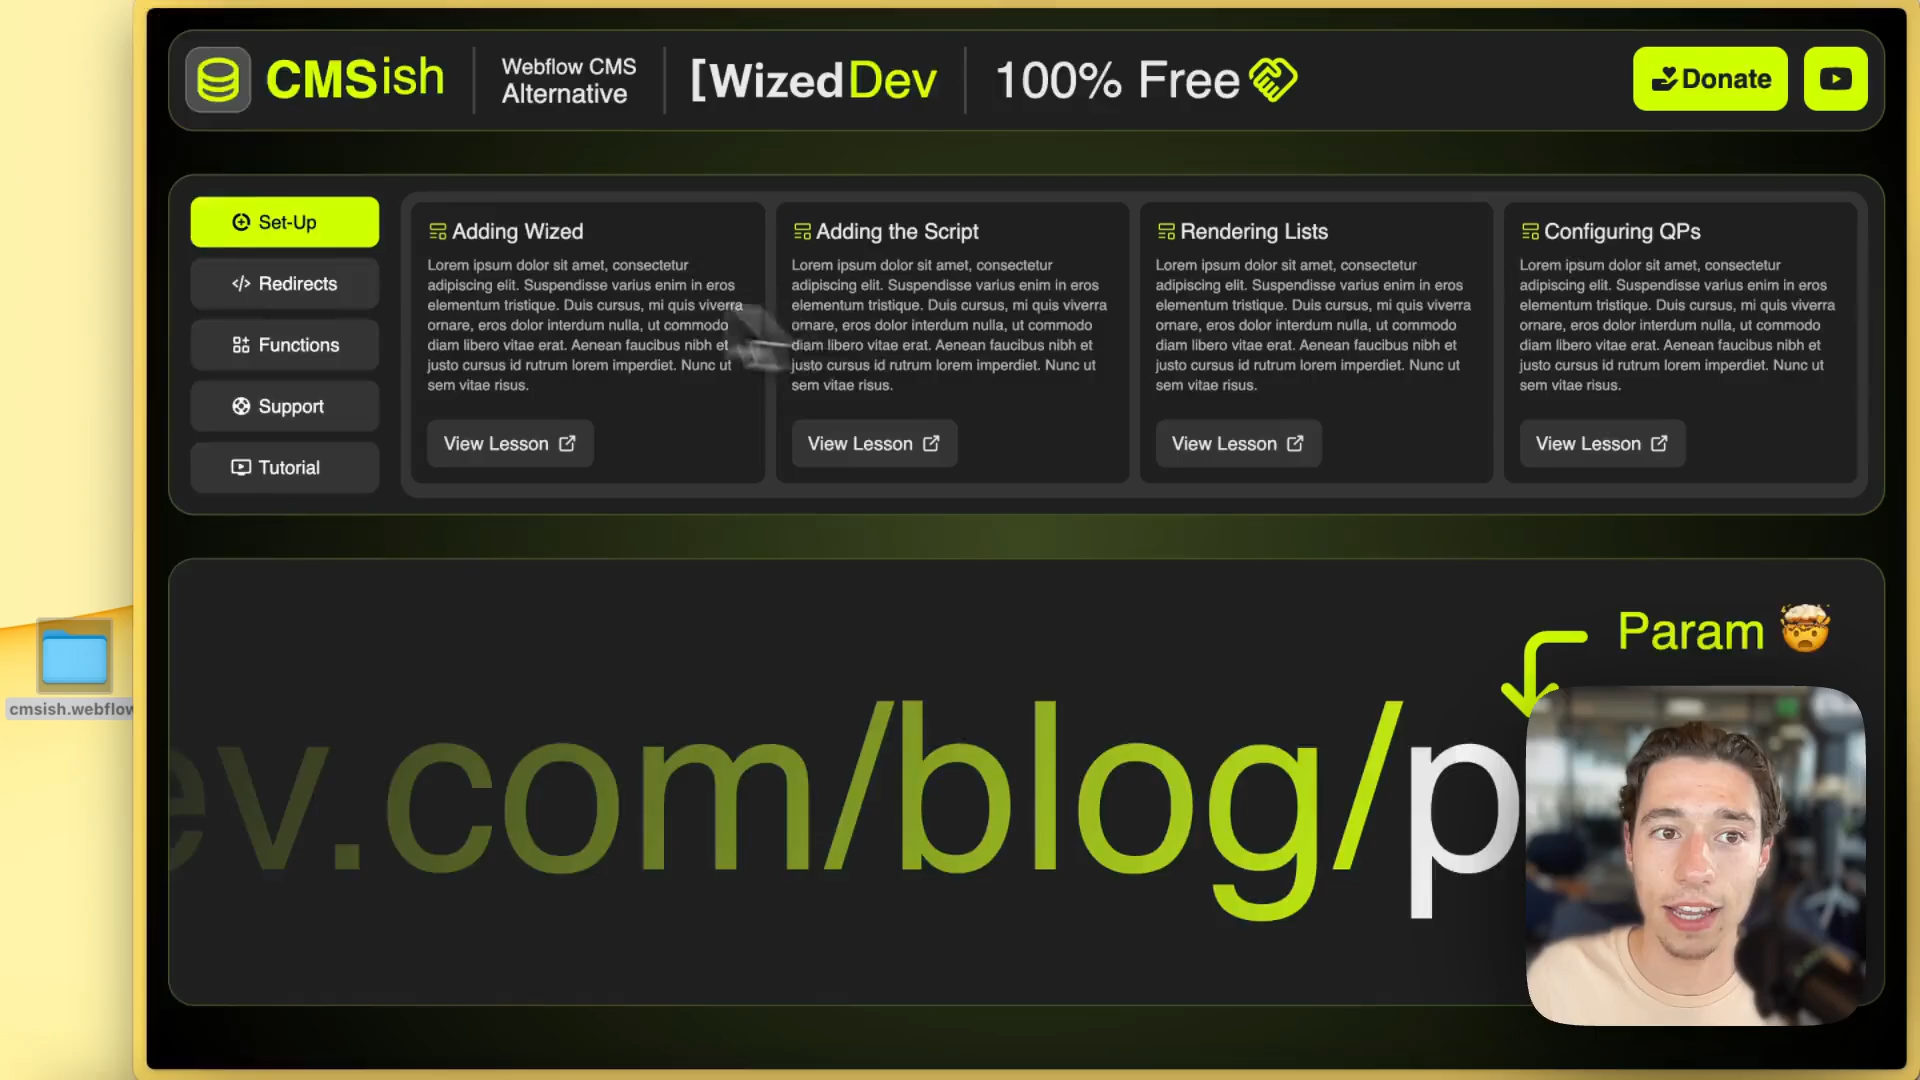 CMSish
Webflow CMS
Alternative
[WizedDev
100% Free
Donate
Set-Up
Redirects
Functions
Support
Tutorial
Adding Wized
Lorem ipsum dolor sit amet, consectetur
adipiscing elit. Suspendisse varius enim in eros
elementum tristique. Duis cursus, mi quis viverra
ornare, eros dolor interdum nulla, ut commodo
diam libero vitae erat. Aenean faucibus nibh et
justo cursus id rutrum lorem imperdiet. Nunc ut
sem vitae risus.
View Lesson
Adding the Script
Lorem ipsum dolor sit amet, consectetur
adipiscing elit. Suspendisse varius enim in eros
elementum tristique. Duis cursus, mi quis viverra
ornare, eros dolor interdum nulla, ut commodo
diam libero vitae erat. Aenean faucibus nibh et
justo cursus id rutrum lorem imperdiet. Nunc ut
sem vitae risus.
View Lesson
Rendering Lists
Lorem ipsum dolor sit amet, consectetur
adipiscing elit. Suspendisse varius enim in eros
elementum tristique. Duis cursus, mi quis viverra
ornare, eros dolor interdum nulla, ut commodo
diam libero vitae erat. Aenean faucibus nibh et
justo cursus id rutrum lorem imperdiet. Nunc ut
sem vitae risus.
View Lesson
Configuring QPs
Lorem ipsum dolor sit amet, consectetur
adipiscing elit. Suspendisse varius enim in eros
elementum tristique. Duis cursus, mi quis viverra
ornare, eros dolor interdum nulla, ut commodo
diam libero vitae erat. Aenean faucibus nibh et
justo cursus id rutrum lorem imperdiet. Nunc ut
sem vitae risus.
View Lesson
Param 🤯
ev.com/blog/p
cmsish.webflow